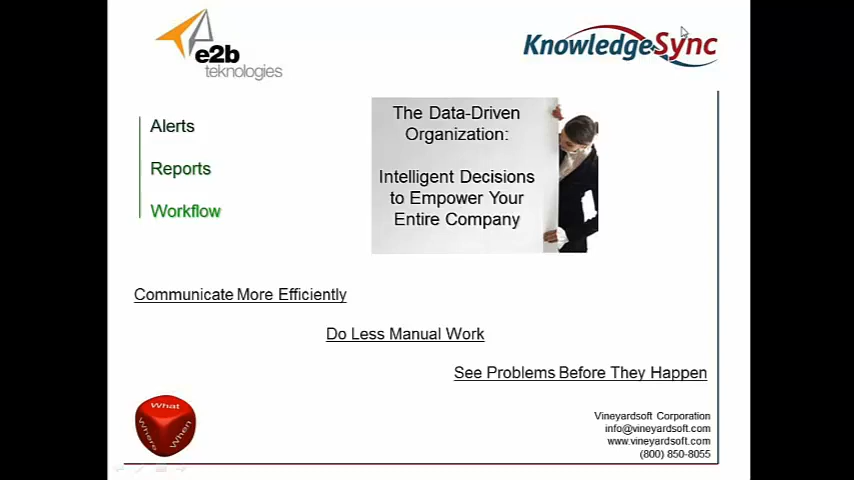 e2b
teknologies
KnowledgeSync
Alerts
Reports
Workflow
The Data-Driven
Organization:
Intelligent Decisions
to Empower Your
Entire Company
Communicate More Efficiently
Do Less Manual Work
See Problems Before They Happen
What
Where
When
Vineyardsoft Corporation
info@vineyardsoft.com
www.vineyardsoft.com
(800) 850-8055